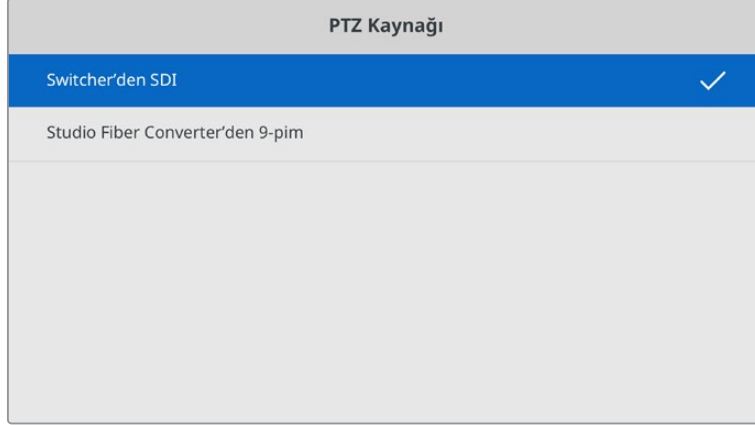 PTZ Kaynağı
Switcher’den SDI
Studio Fiber Converter’den 9-pim